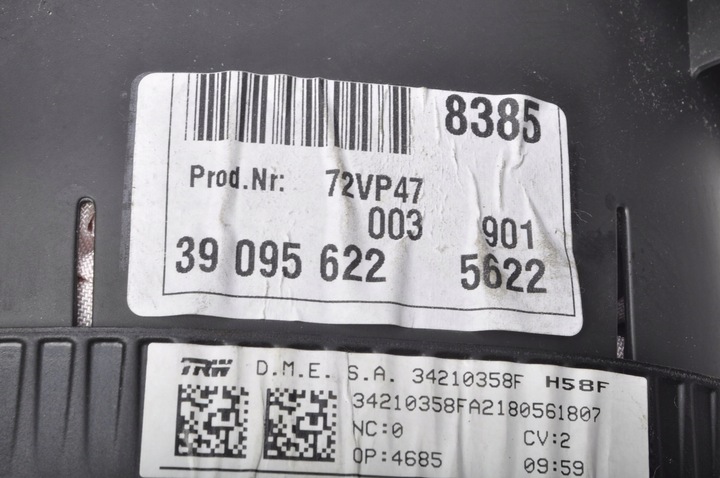 8385
Prod.Nr: 72VP47
003 901
39 095 622 5622
TRW D.M.E. S.A. 34210358F H58F
34210358FA2180561807
NC:0 CV:2
OP:4685 09:59